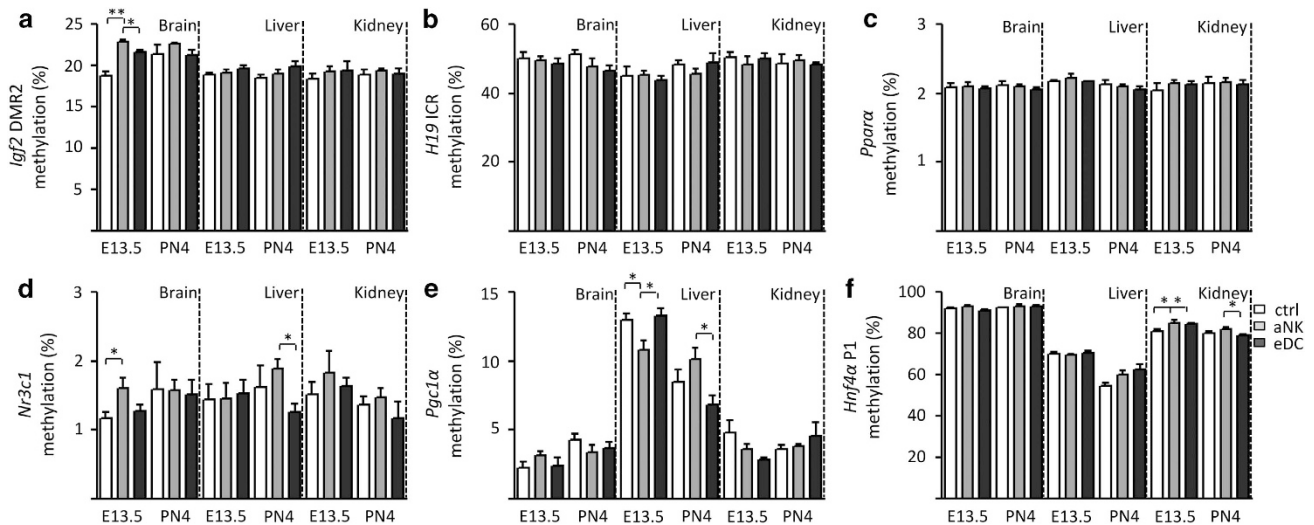 a
Igf2 DMR2
methylation (%)
25
20
15
10
5
** *
Brain
Liver
Kidney
E13.5 PN4 E13.5 PN4 E13.5 PN4
b
H19 ICR
methylation (%)
60
40
20
Brain
Liver
Kidney
E13.5 PN4 E13.5 PN4 E13.5 PN4
c
Pparα
methylation (%)
3
2
1
Brain
Liver
Kidney
E13.5 PN4 E13.5 PN4 E13.5 PN4
d
Nr3c1
methylation (%)
3
2
1
Brain
Liver
Kidney
* *
E13.5 PN4 E13.5 PN4 E13.5 PN4
e
Pgc1α
methylation (%)
15
10
5
Brain
Liver
Kidney
* * *
E13.5 PN4 E13.5 PN4 E13.5 PN4
f
Hnf4α P1
methylation (%)
100
80
60
40
20
Brain
Liver
Kidney
* * *
E13.5 PN4 E13.5 PN4 E13.5 PN4
ctrl
aNK
eDC